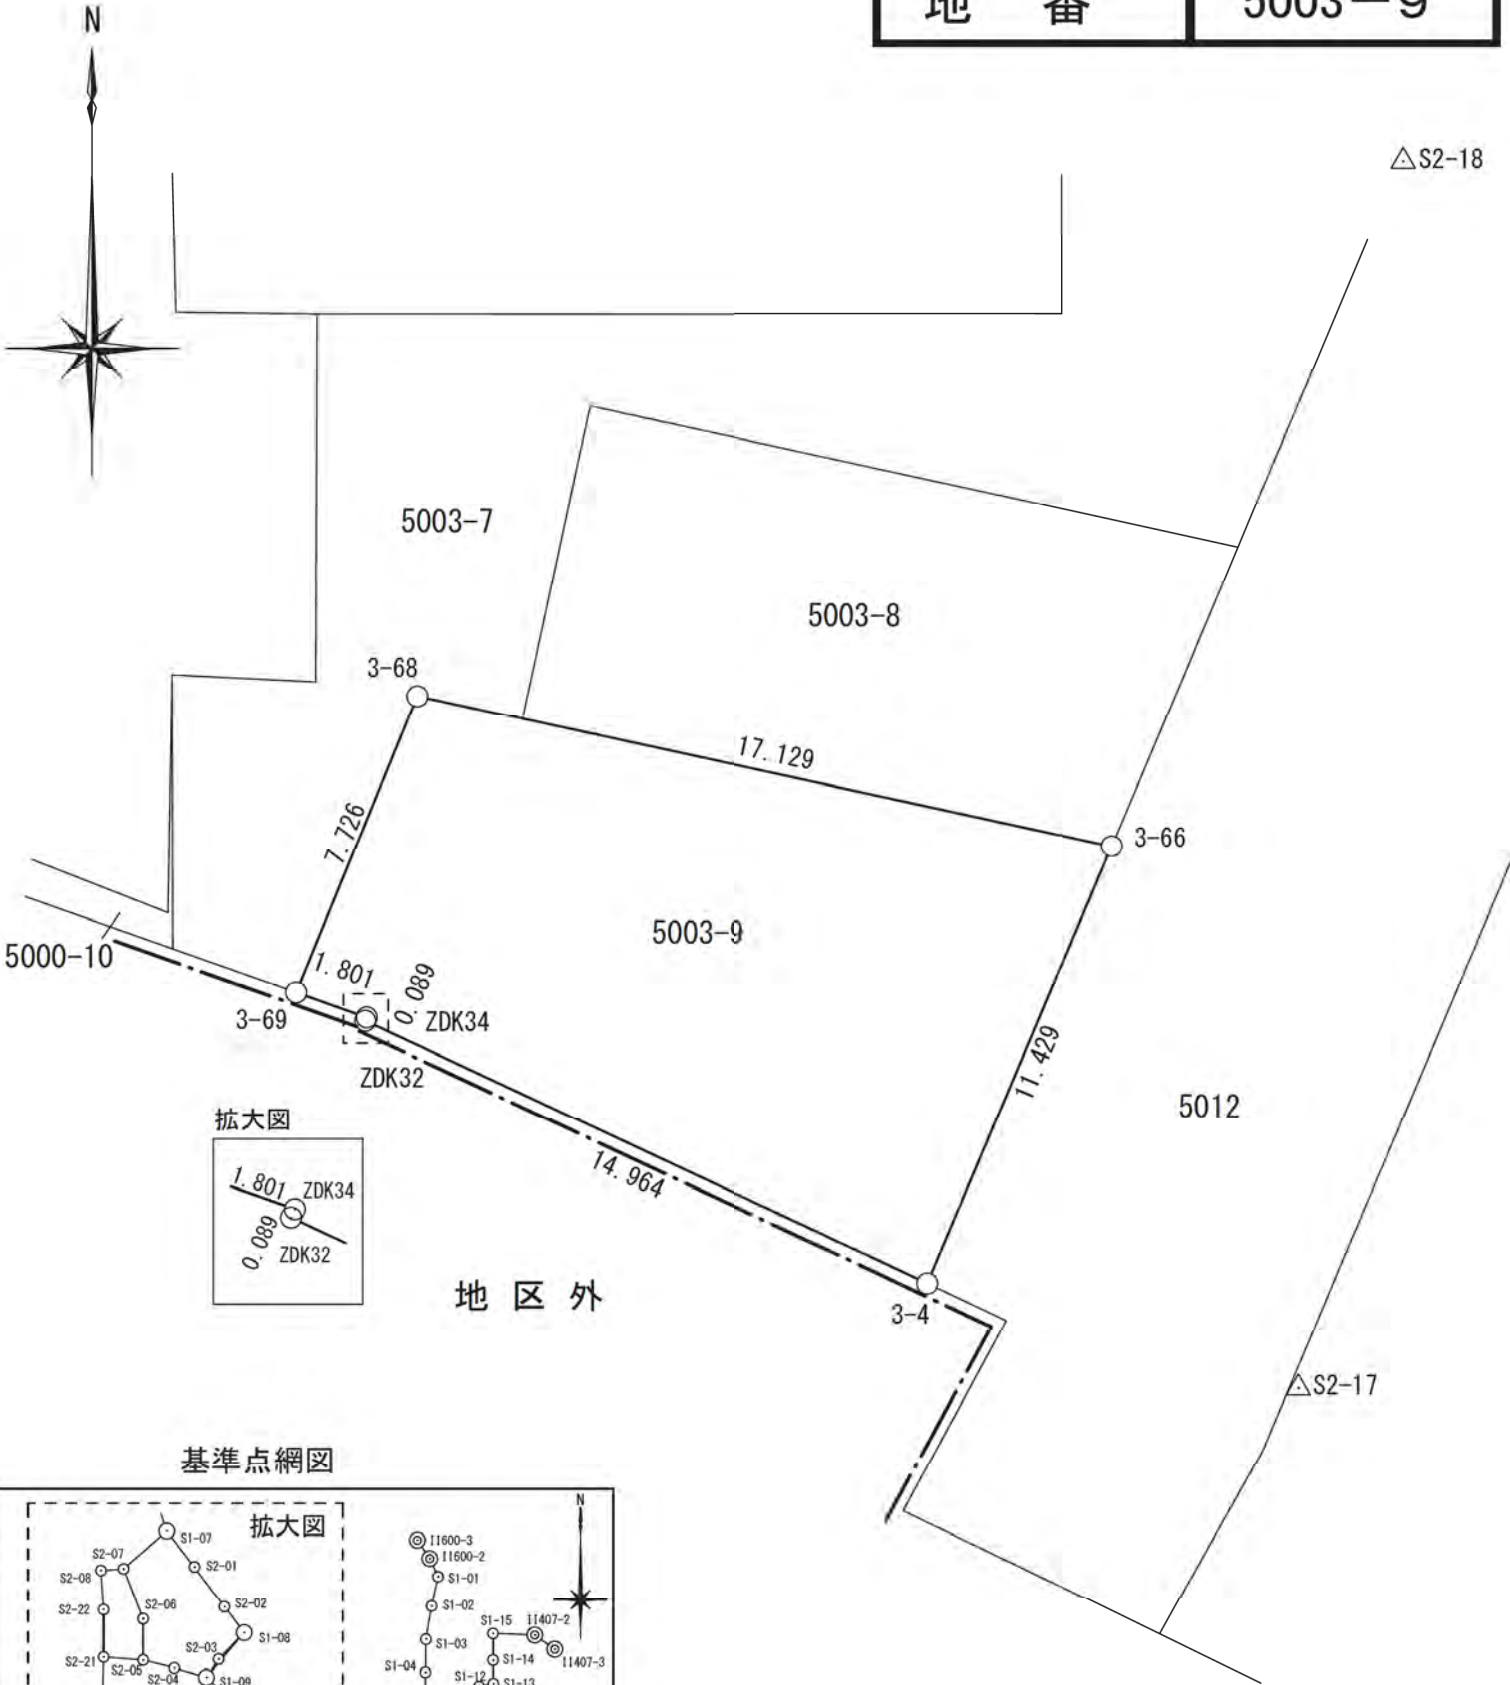 地 番 5003-9
N
△S2-18
5003-7
5003-8
3-68
17.129
7.726
3-66
5003-9
5000-10
1.801
0.089
3-69
ZDK34
ZDK32
11.429
5012
拡大図
1.801
ZDK34
0.089
ZDK32
14.964
地区外
3-4
△S2-17
基準点網図
拡大図
N
S1-07
S2-07
S2-01
S2-08
S2-06
S2-02
S2-22
S1-08
S2-03
S2-21
S2-05
S2-04
S1-09
II600-3
II600-2
S1-01
S1-02
S1-15
II407-2
S1-03
S1-14
II407-3
S1-04
S1-12
S1-13